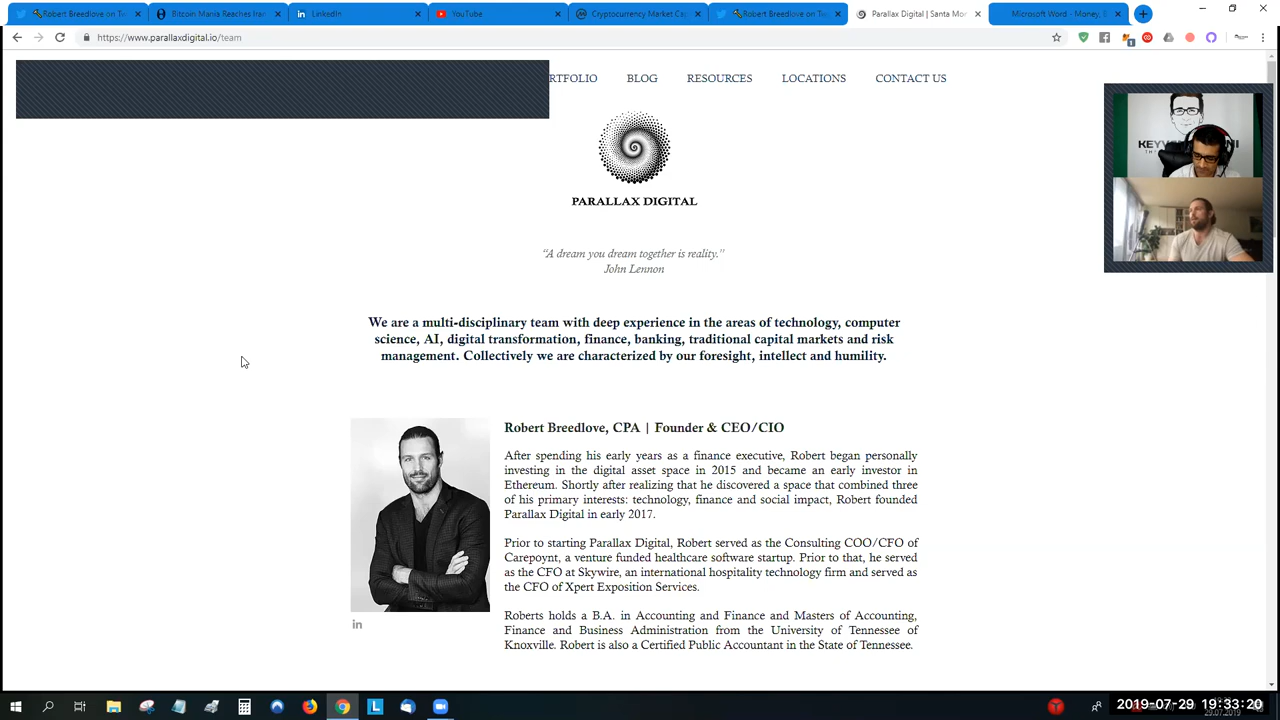 Robert Breedlove on Tw
Bitcoin Mania Reaches Iran
LinkedIn
YouTube
Cryptocurrency Market Ca
Robert Breedlove on Tw
Parallax Digital | Santa Mon
Microsoft Word - Money, B
https://www.parallaxdigital.io/team
RTFOLIO BLOG RESOURCES LOCATIONS CONTACT US
PARALLAX DIGITAL
“A dream you dream together is reality.”
John Lennon
We are a multi-disciplinary team with deep experience in the areas of technology, computer
science, AI, digital transformation, finance, banking, traditional capital markets and risk
management. Collectively we are characterized by our foresight, intellect and humility.
Robert Breedlove, CPA | Founder & CEO/CIO
After spending his early years as a finance executive, Robert began personally
investing in the digital asset space in 2015 and became an early investor in
Ethereum. Shortly after realizing that he discovered a space that combined three
of his primary interests: technology, finance and social impact, Robert founded
Parallax Digital in early 2017.
Prior to starting Parallax Digital, Robert served as the Consulting COO/CFO of
Carepoynt, a venture funded healthcare software startup. Prior to that, he served
as the CFO at Skywire, an international hospitality technology firm and served as
the CFO of Xpert Exposition Services.
Roberts holds a B.A. in Accounting and Finance and Masters of Accounting,
Finance and Business Administration from the University of Tennessee of
Knoxville. Robert is also a Certified Public Accountant in the State of Tennessee.
in
2019-07-29 19:33:20